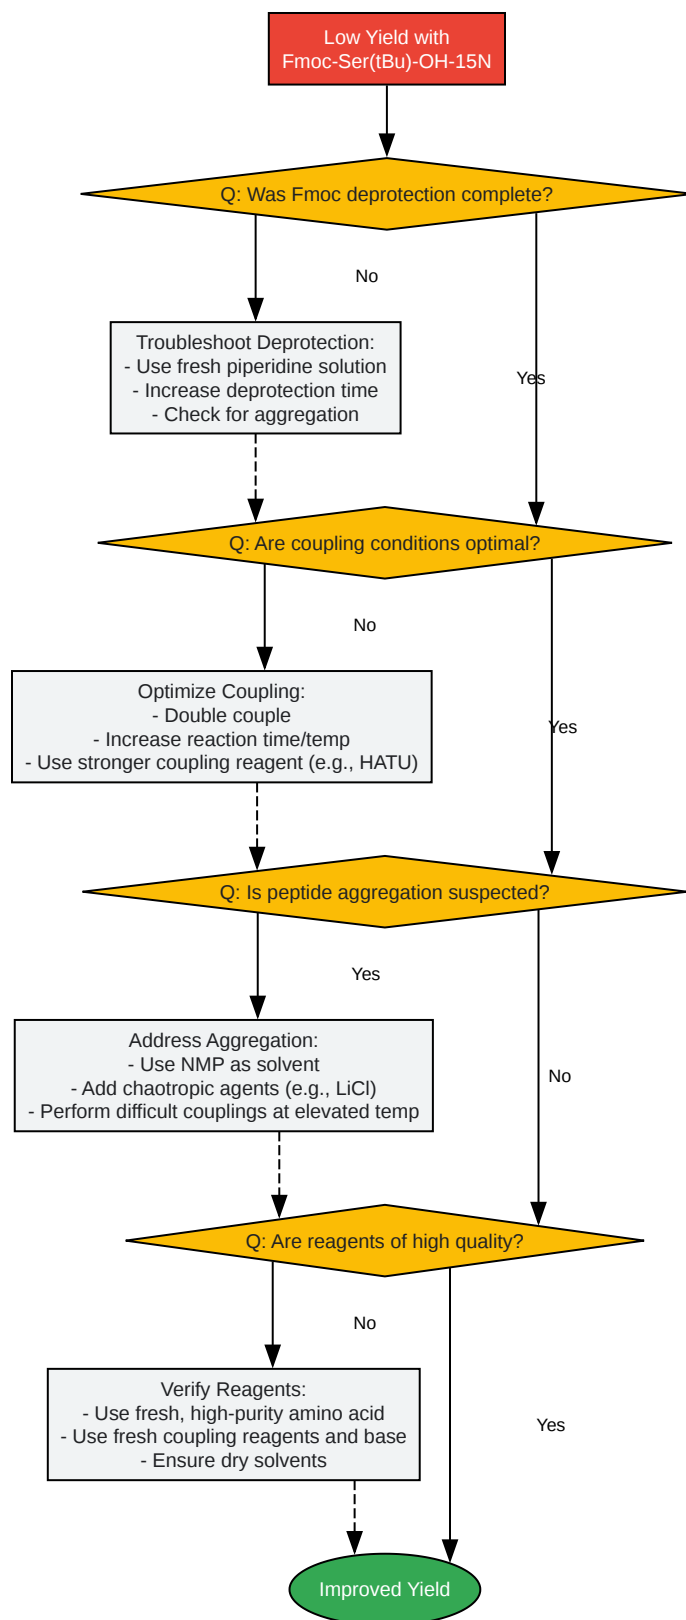 Low Yield with
Fmoc-Ser(tBu)-OH-15N
Q: Was Fmoc deprotection complete?
No
Troubleshoot Deprotection:
- Use fresh piperidine solution
- Increase deprotection time
- Check for aggregation
Yes
Q: Are coupling conditions optimal?
No
Optimize Coupling:
- Double couple
- Increase reaction time/temp
- Use stronger coupling reagent (e.g., HATU)
Yes
Q: Is peptide aggregation suspected?
Yes
Address Aggregation:
- Use NMP as solvent
- Add chaotropic agents (e.g., LiCl)
- Perform difficult couplings at elevated temp
No
Q: Are reagents of high quality?
No
Verify Reagents:
- Use fresh, high-purity amino acid
- Use fresh coupling reagents and base
- Ensure dry solvents
Yes
Improved Yield